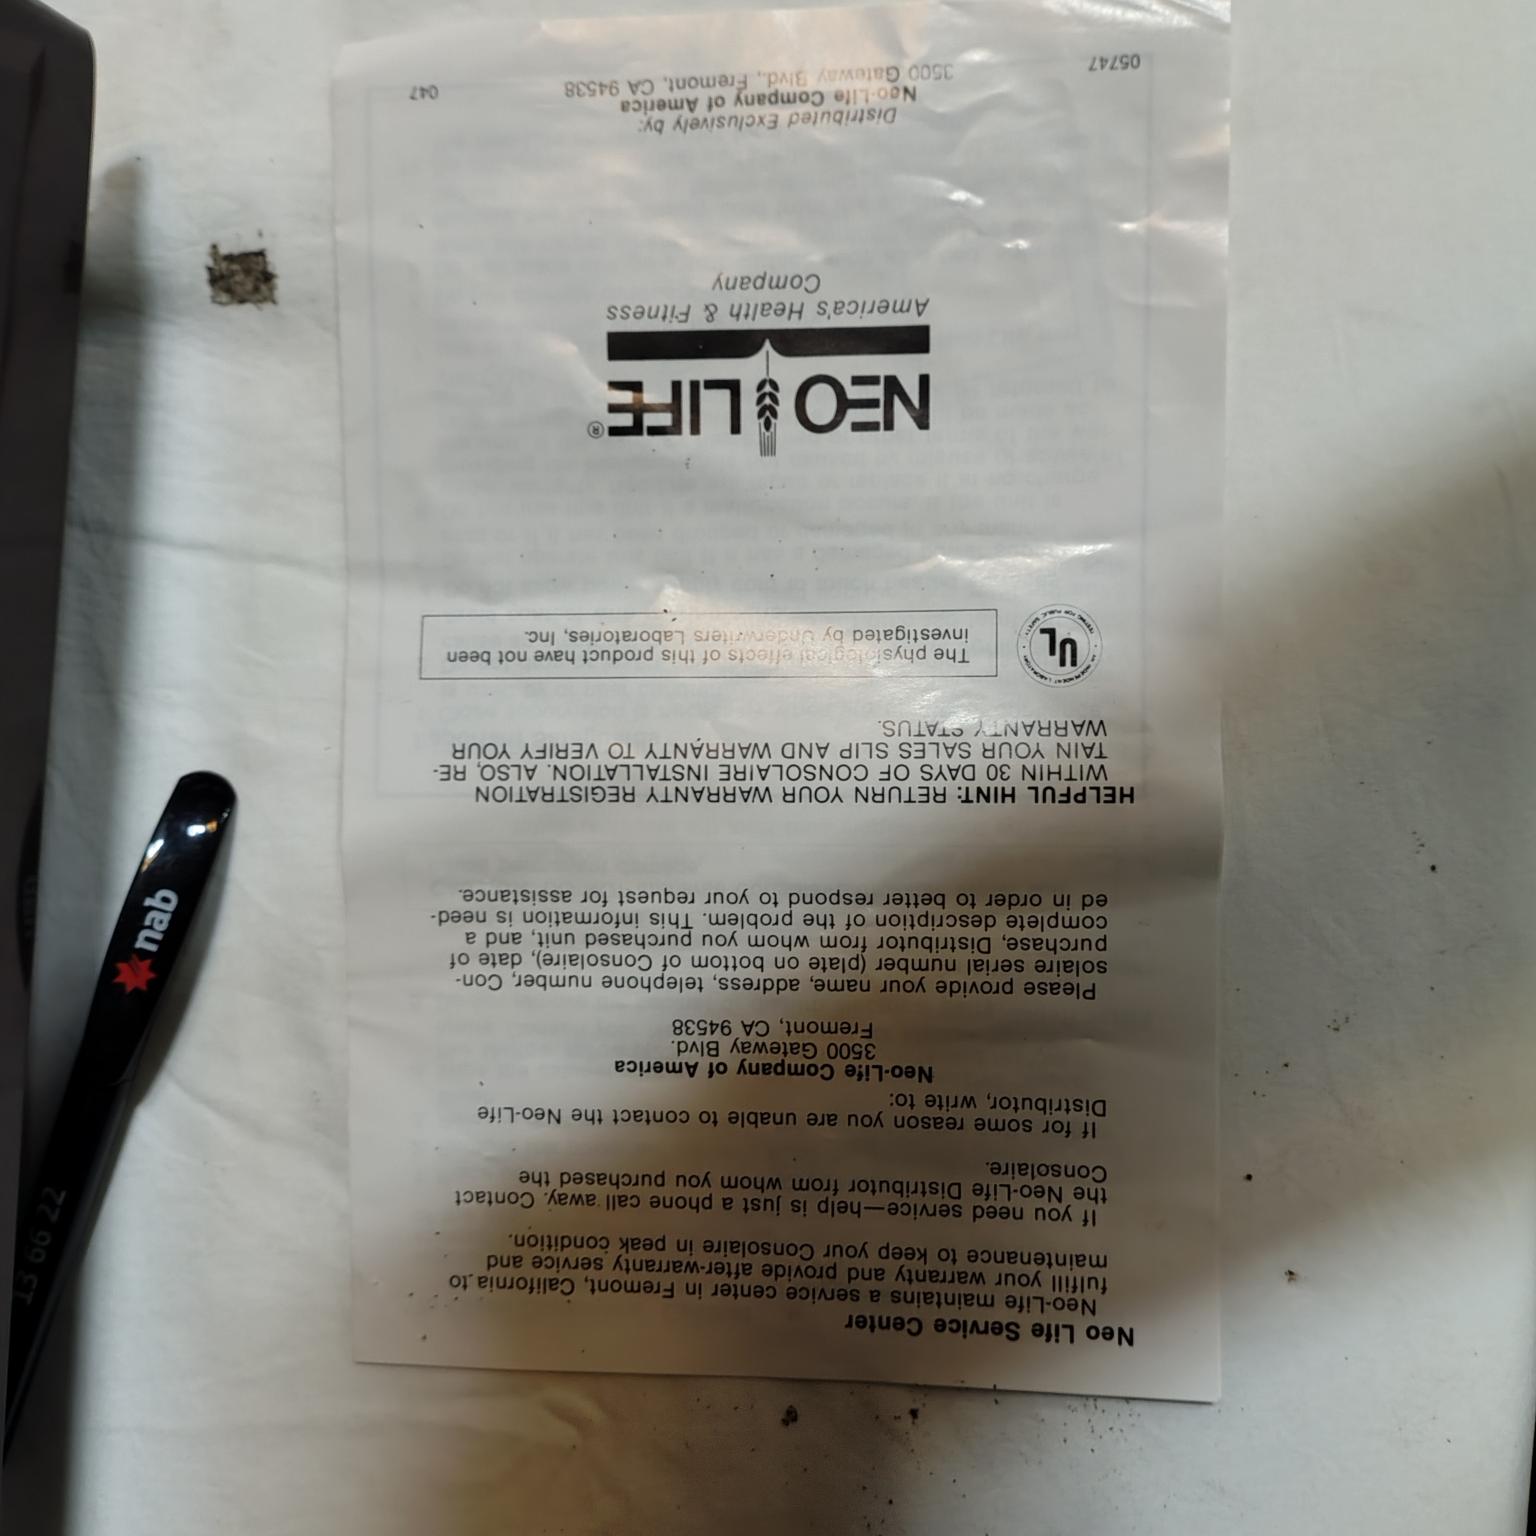 Neo Life Service Center
Neo-Life maintains a service center in Fremont, California to
fulfill your warranty and provide after-warranty service and
maintenance to keep your Consolaire in peak condition.
If you need service—help is just a phone call away. Contact
the Neo-Life Distributor from whom you purchased the
Consolaire.
If for some reason you are unable to contact the Neo-Life
Distributor, write to:
Neo-Life Company of America
3500 Gateway Blvd.
Fremont, CA 94538
Please provide your name, address, telephone number, Con-
solaire serial number (plate on bottom of Consolaire), date of
purchase, Distributor from whom you purchased unit, and a
complete description of the problem. This information is need-
ed in order to better respond to your request for assistance.
HELPFUL HINT: RETURN YOUR WARRANTY REGISTRATION
WITHIN 30 DAYS OF CONSOLAIRE INSTALLATION. ALSO, RE-
TAIN YOUR SALES SLIP AND WARRANTY TO VERIFY YOUR
WARRANTY STATUS.
UL
AN INDEPENDENT LABORATORY
TESTING FOR PUBLIC SAFETY
The physiological effects of this product have not been
investigated by Underwriters Laboratories, Inc.
NEO LIFE®
America's Health & Fitness
Company
Distributed Exclusively by:
Neo-Life Company of America
3500 Gateway Blvd., Fremont, CA 94538
05747
047
nab
13 66 22